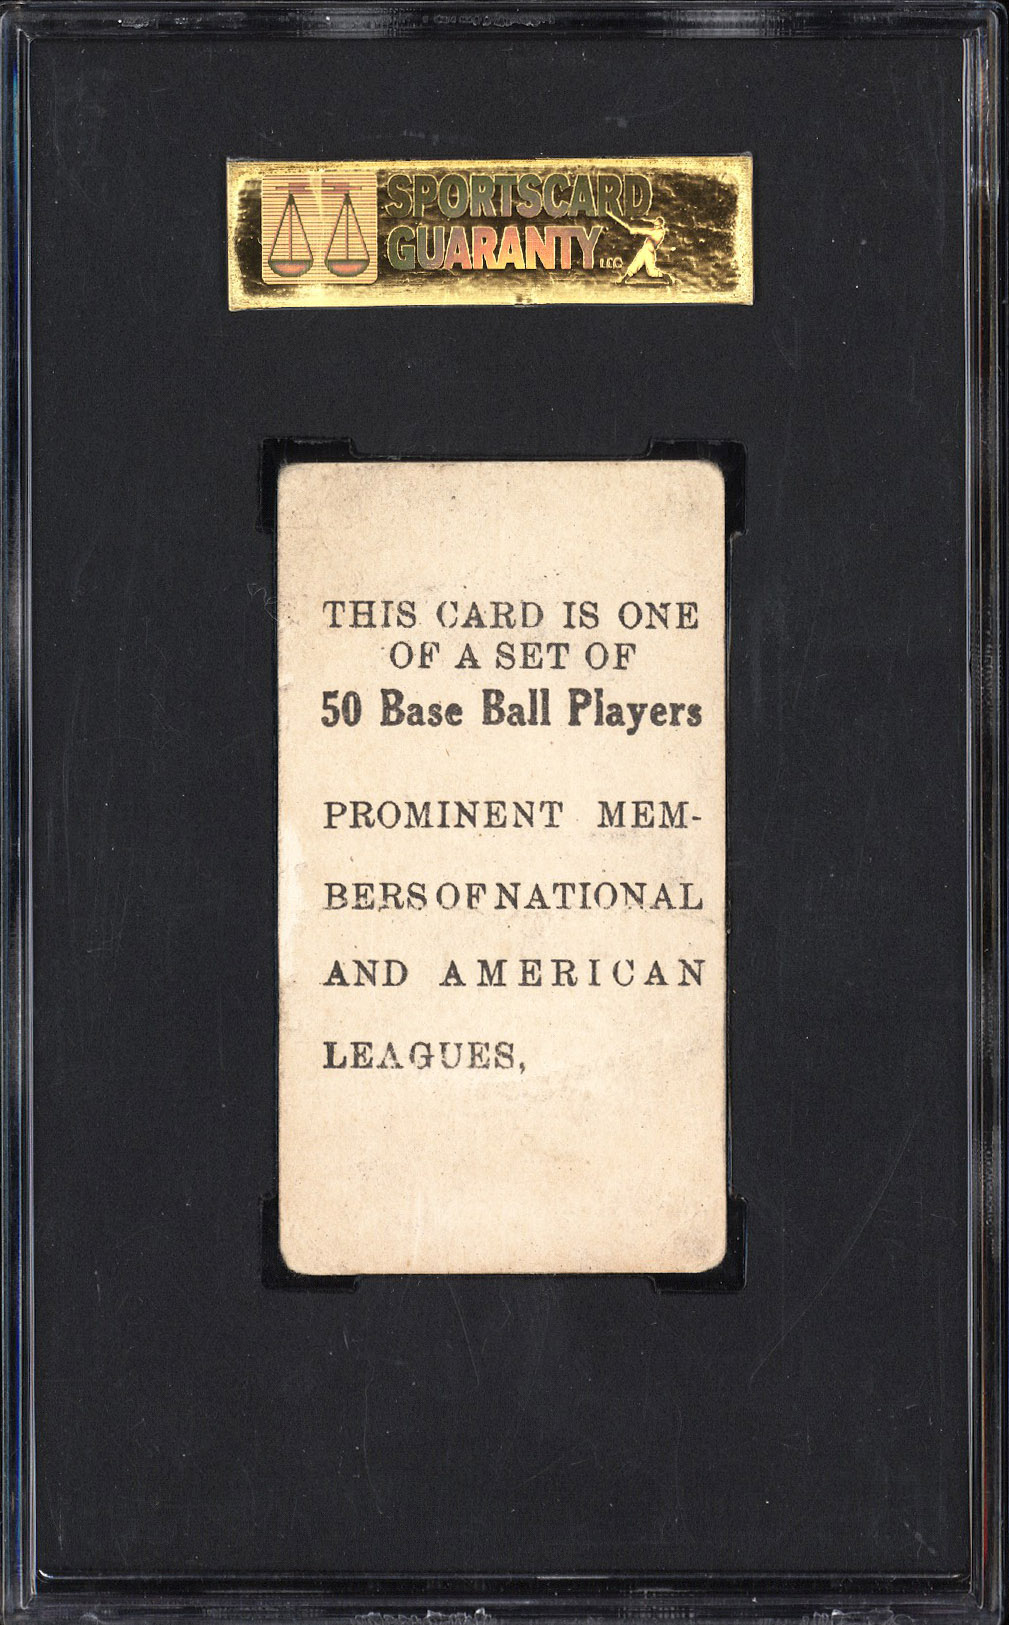 SPORTSCARD
GUARANTY LLC
THIS CARD IS ONE
OF A SET OF
50 Base Ball Players
PROMINENT MEM-
BERS OF NATIONAL
AND AMERICAN
LEAGUES,